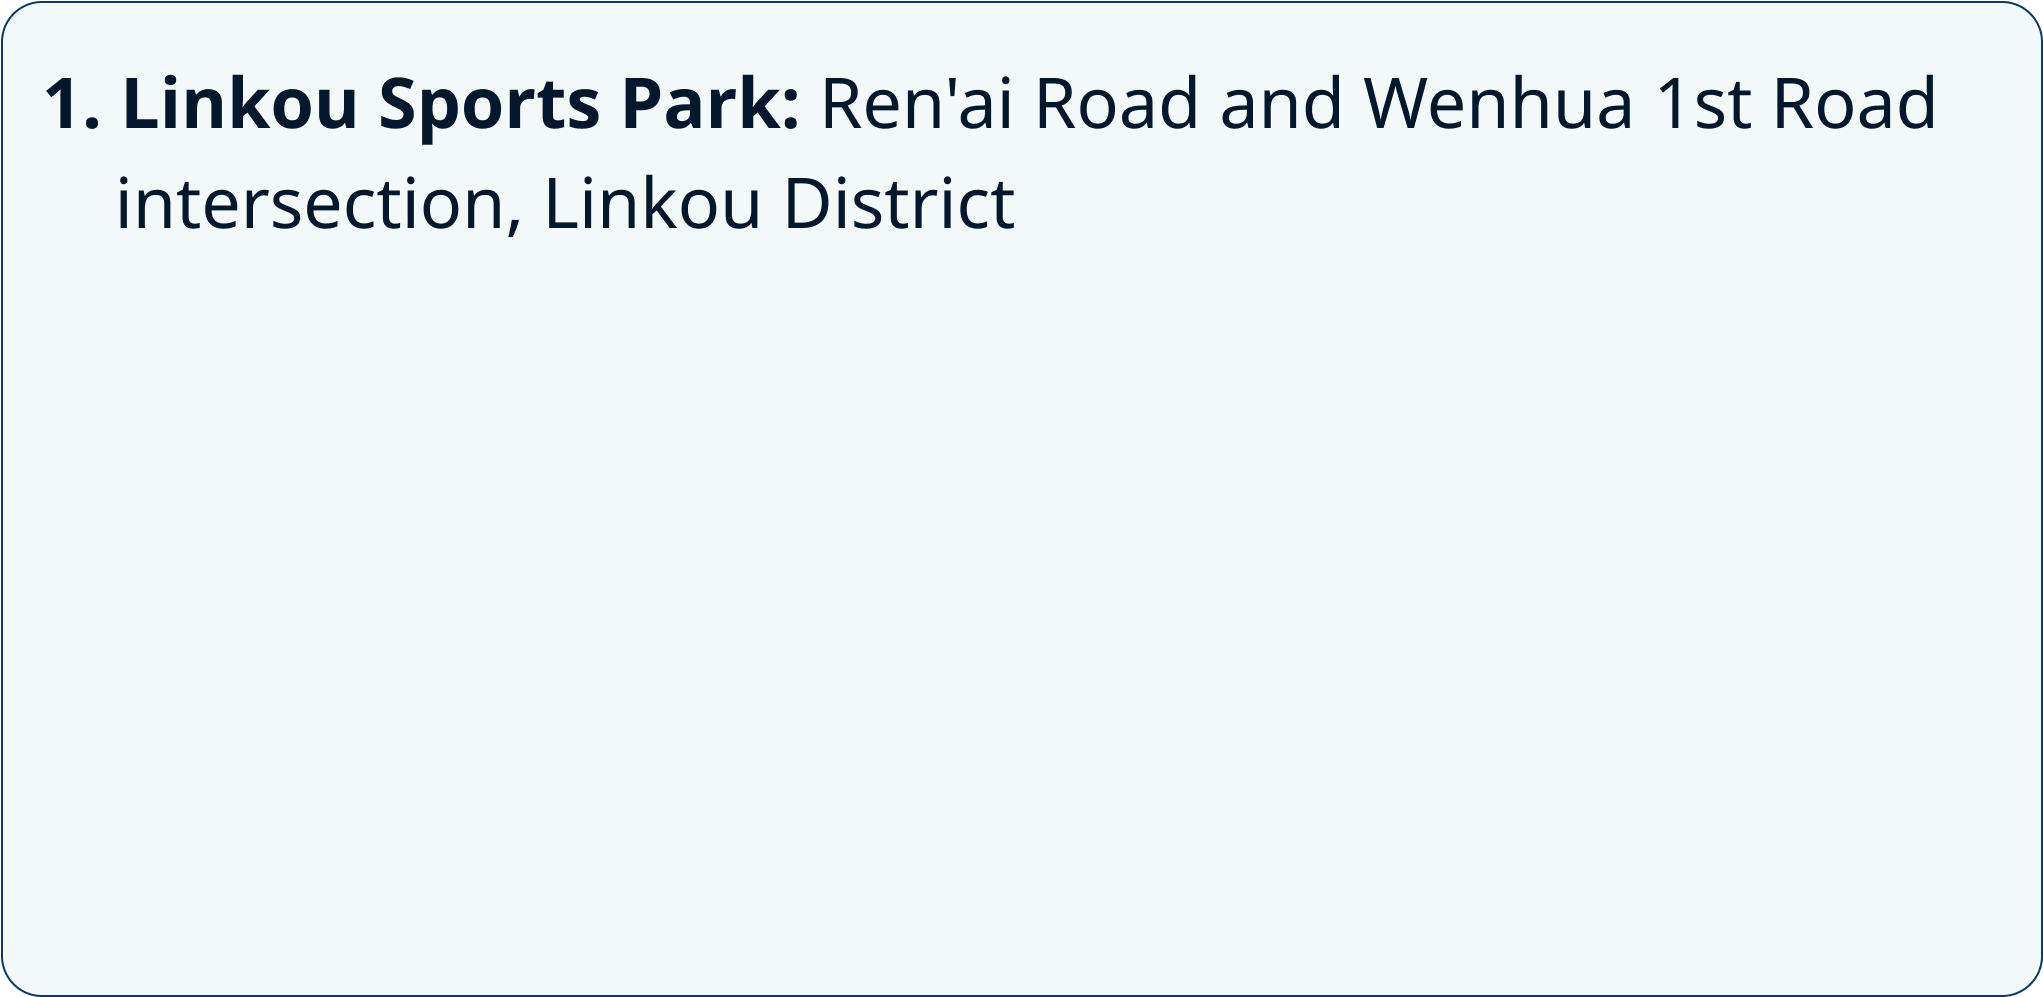 1. Linkou Sports Park: Ren'ai Road and Wenhua 1st Road
intersection, Linkou District